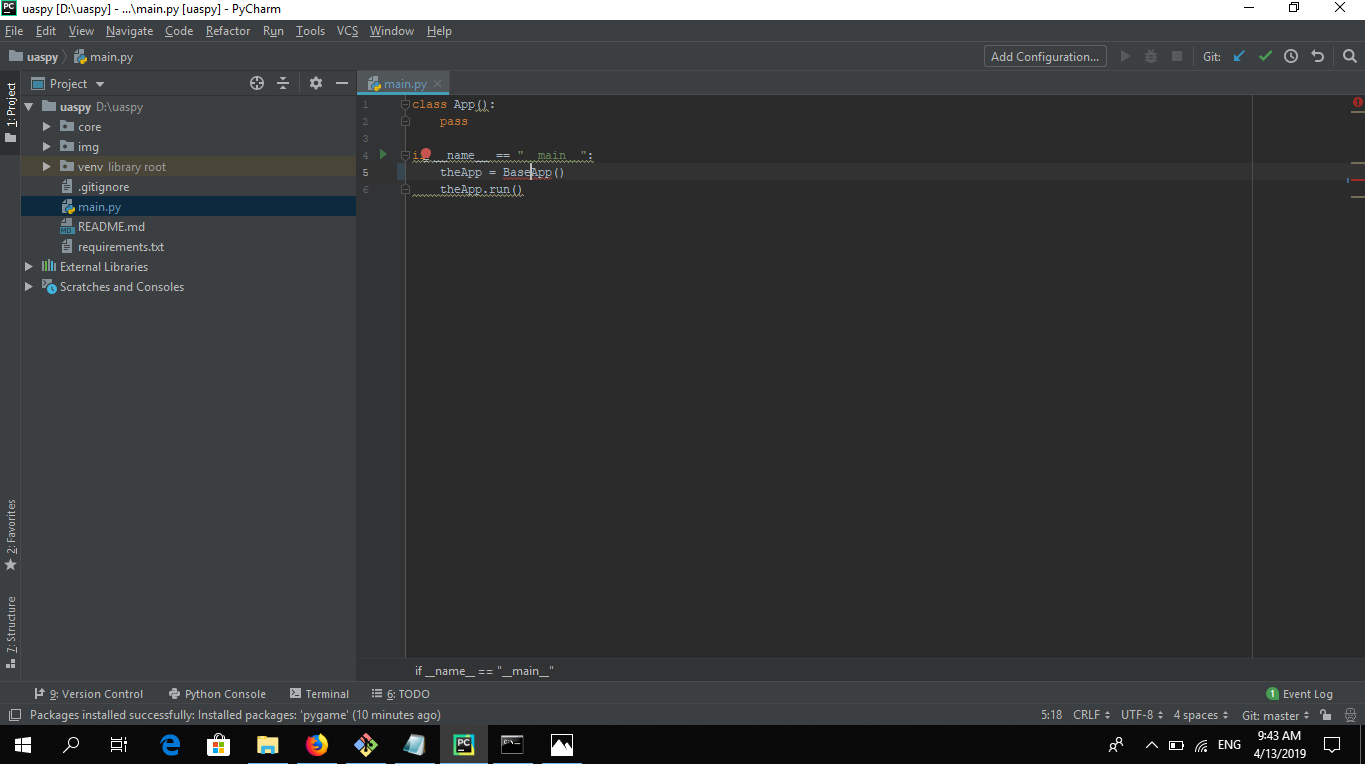 PC uaspy [D:\uaspy] - ...\main.py [uaspy] - PyCharm
File Edit View Navigate Code Refactor Run Tools VCS Window Help
uaspy main.py Add Configuration... Git:
1: Project
Project
main.py
uaspy D:\uaspy
core
img
venv library root
.gitignore
main.py
MD README.md
requirements.txt
External Libraries
Scratches and Consoles
1 class App():
2 pass
3
4 if __name__ == "__main__":
5 theApp = BaseApp()
6 theApp.run()
2: Favorites
7: Structure
if __name__ == "__main__"
9: Version Control Python Console Terminal 6: TODO 1 Event Log
Packages installed successfully: Installed packages: 'pygame' (10 minutes ago) 5:18 CRLF UTF-8 4 spaces Git: master
PC ENG 9:43 AM
4/13/2019